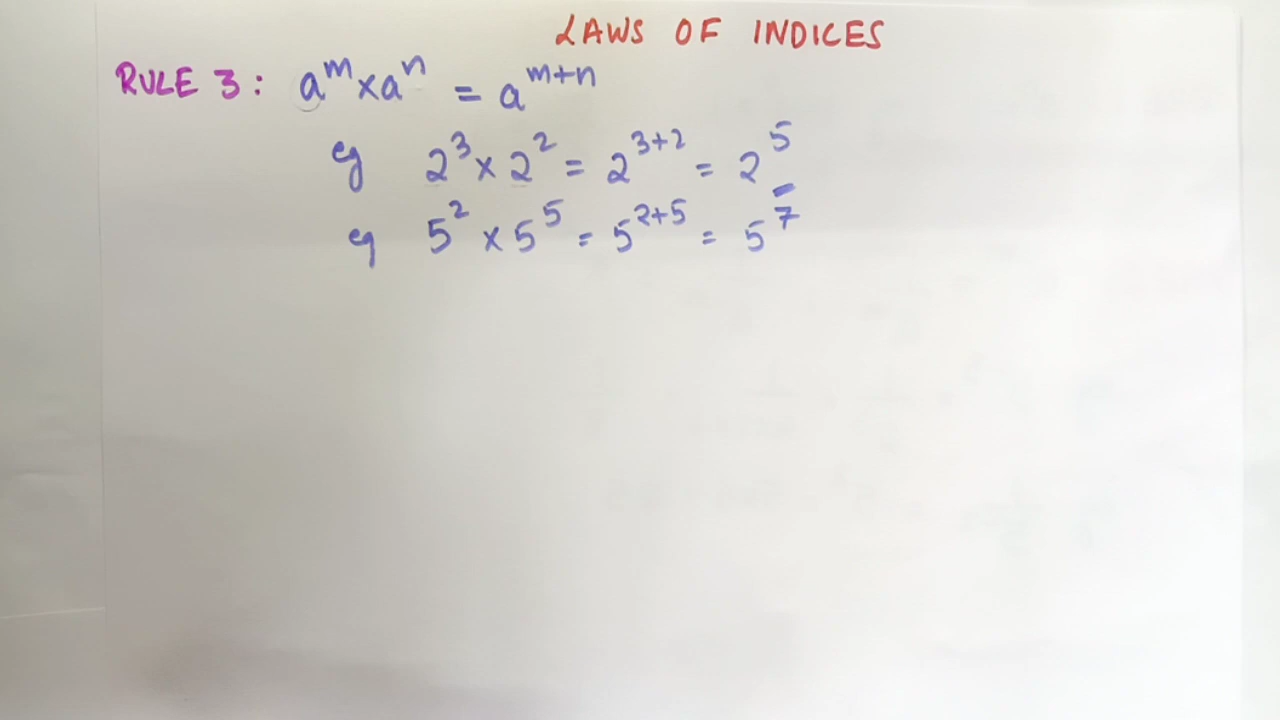 LAWS OF INDICES
RULE 3: a^m × a^n = a^{m+n}
eg 2^3 × 2^2 = 2^{3+2} = 2^5
eg 5^2 × 5^5 = 5^{2+5} = 5^7